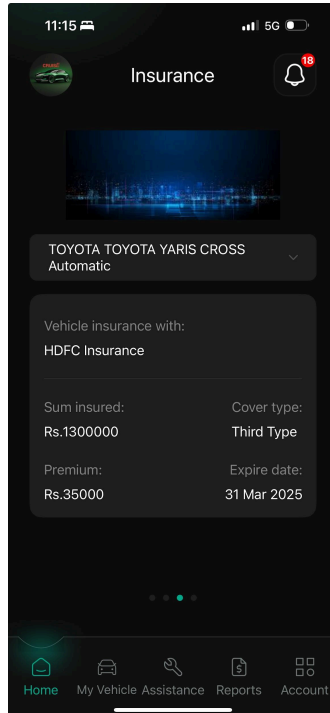 11:15
5G
Insurance
18
TOYOTA TOYOTA YARIS CROSS
Automatic
Vehicle insurance with:
HDFC Insurance
Sum insured:
Cover type:
Rs.1300000
Third Type
Premium:
Expire date:
Rs.35000
31 Mar 2025
Home
My Vehicle
Assistance
Reports
Account